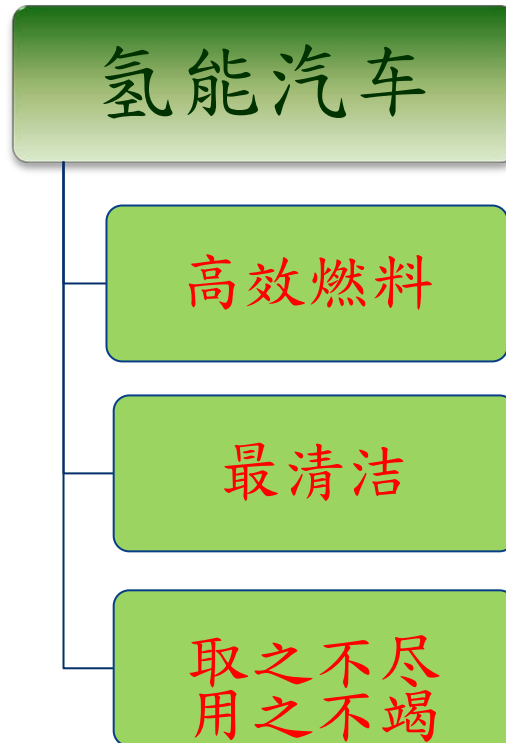 氢能汽车
高效燃料
最清洁
取之不尽
用之不竭